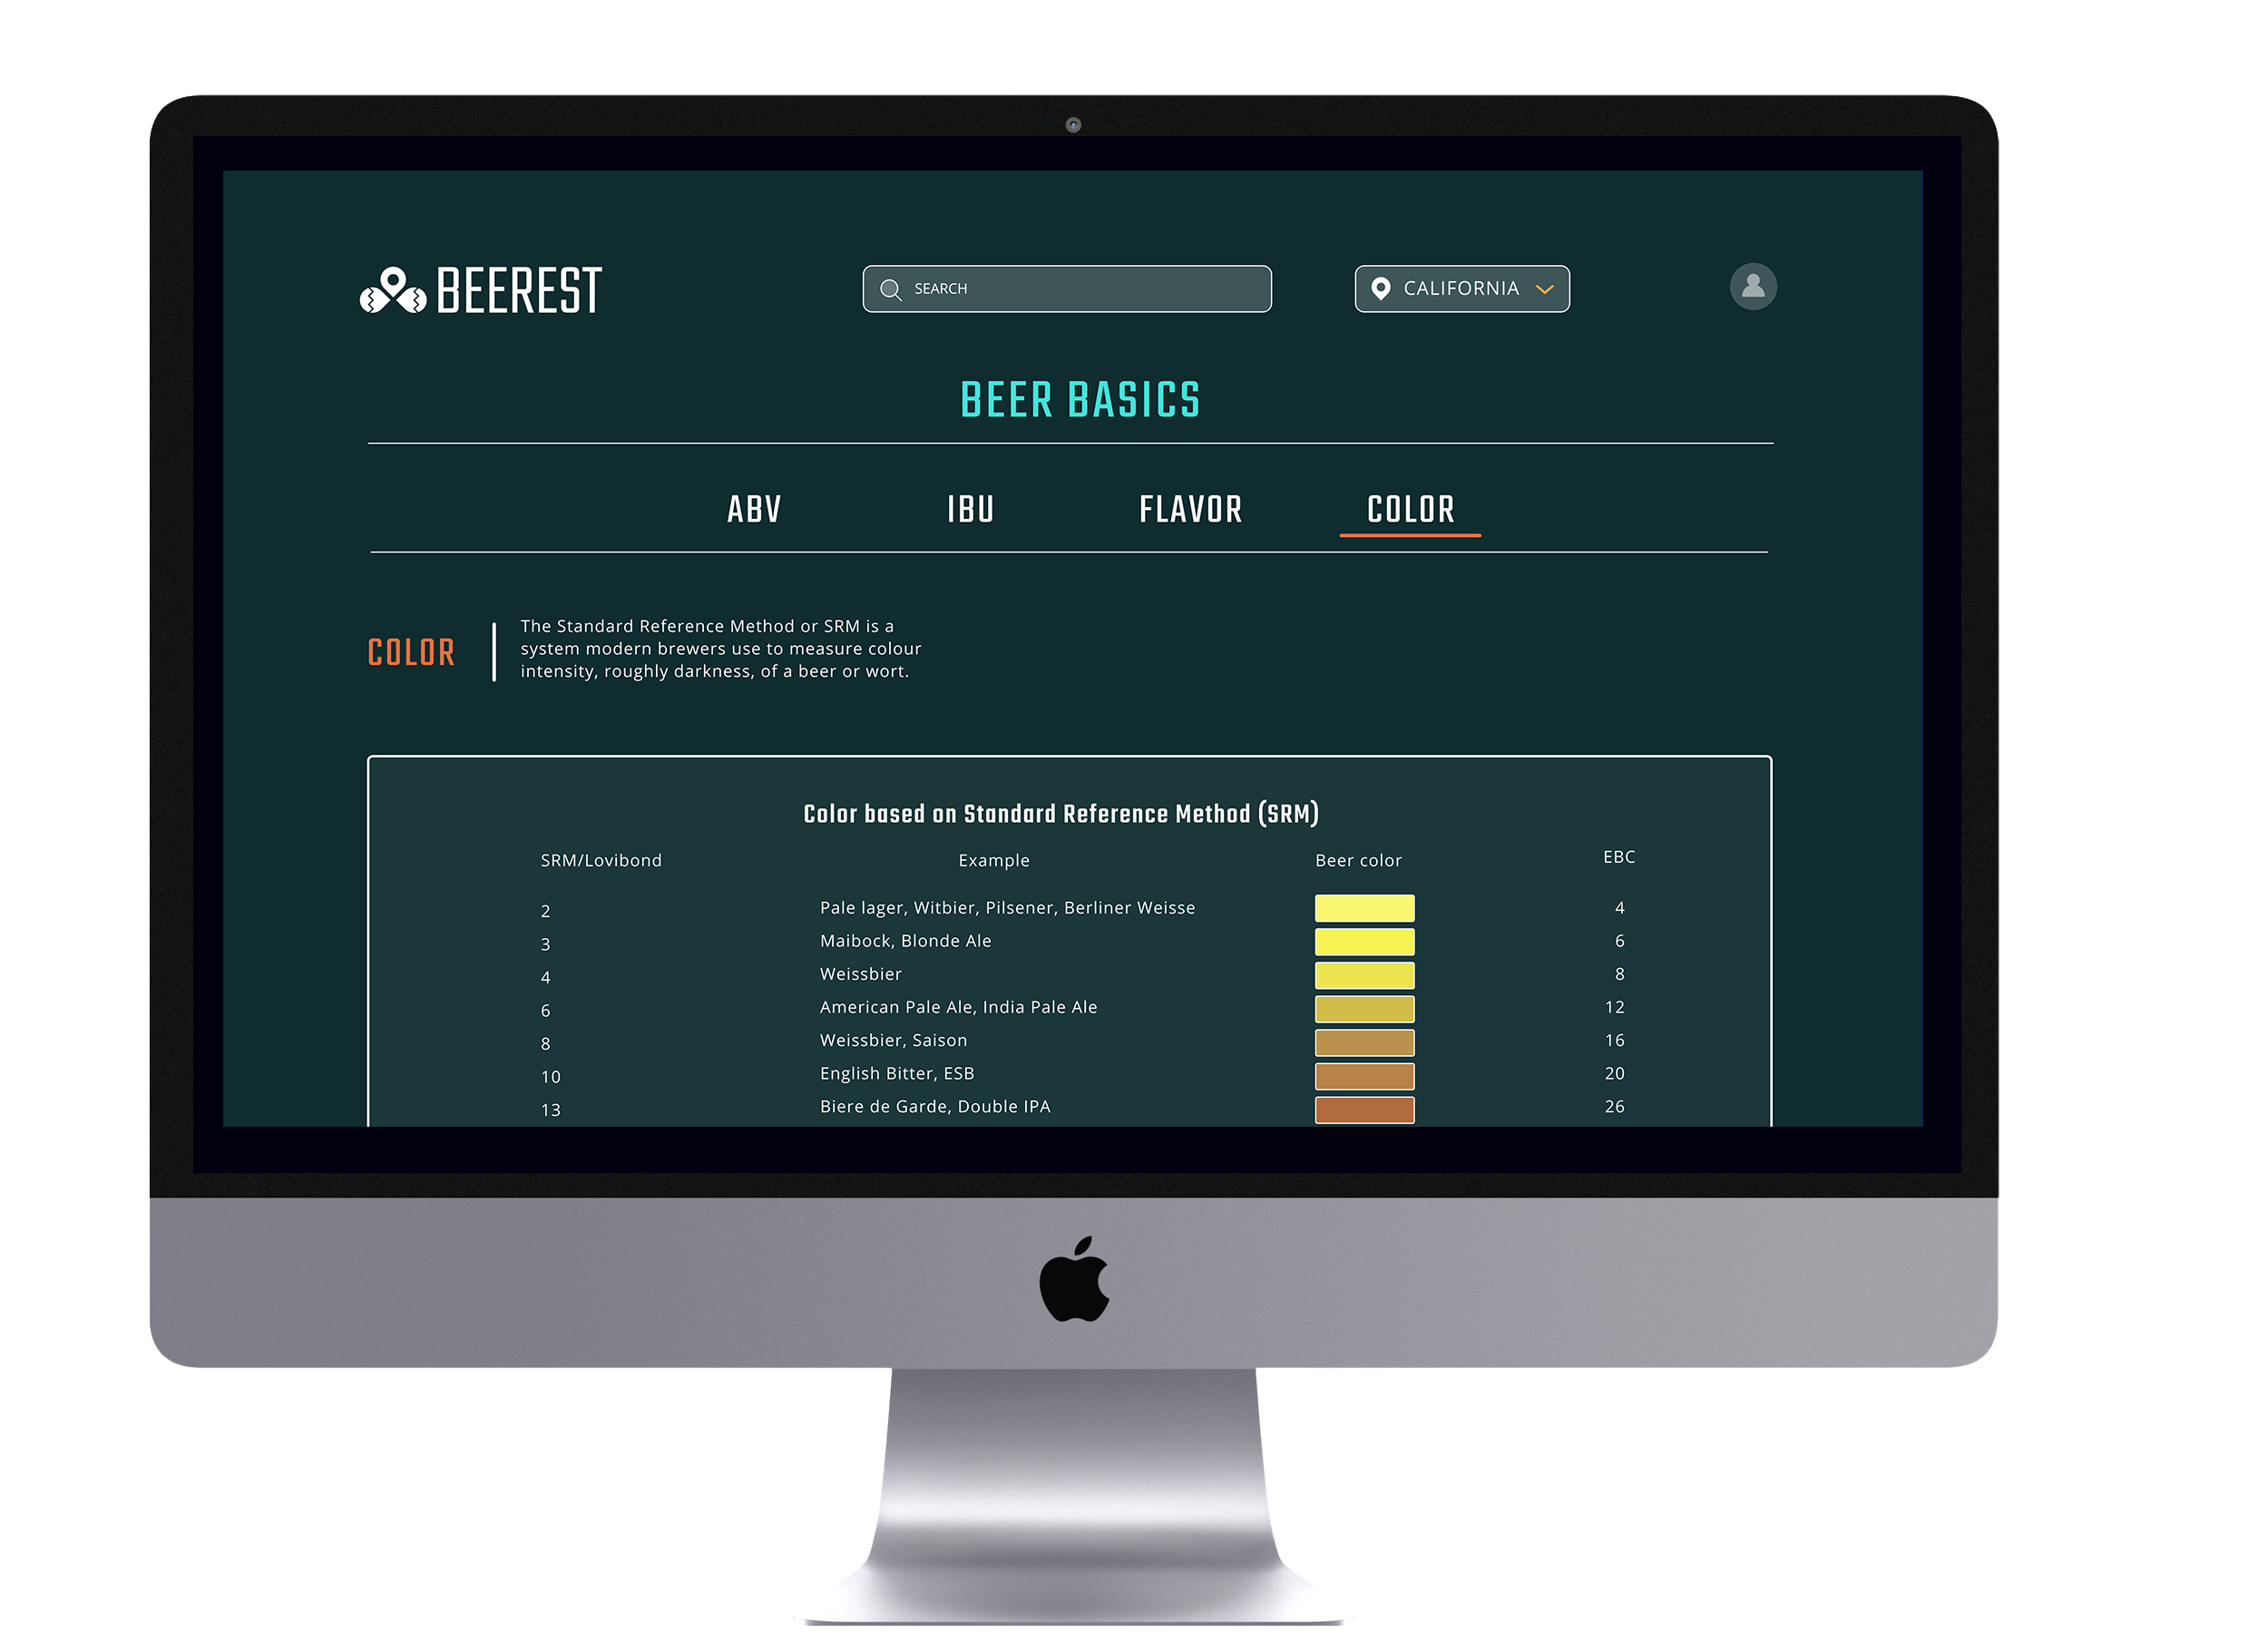 BEEREST
SEARCH
CALIFORNIA
BEER BASICS
ABV IBU FLAVOR COLOR
COLOR
The Standard Reference Method or SRM is a
system modern brewers use to measure colour
intensity, roughly darkness, of a beer or wort.
Color based on Standard Reference Method (SRM)
SRM/Lovibond Example Beer color EBC
2 Pale lager, Witbier, Pilsener, Berliner Weisse 4
3 Maibock, Blonde Ale 6
4 Weissbier 8
6 American Pale Ale, India Pale Ale 12
8 Weissbier, Saison 16
10 English Bitter, ESB 20
13 Biere de Garde, Double IPA 26